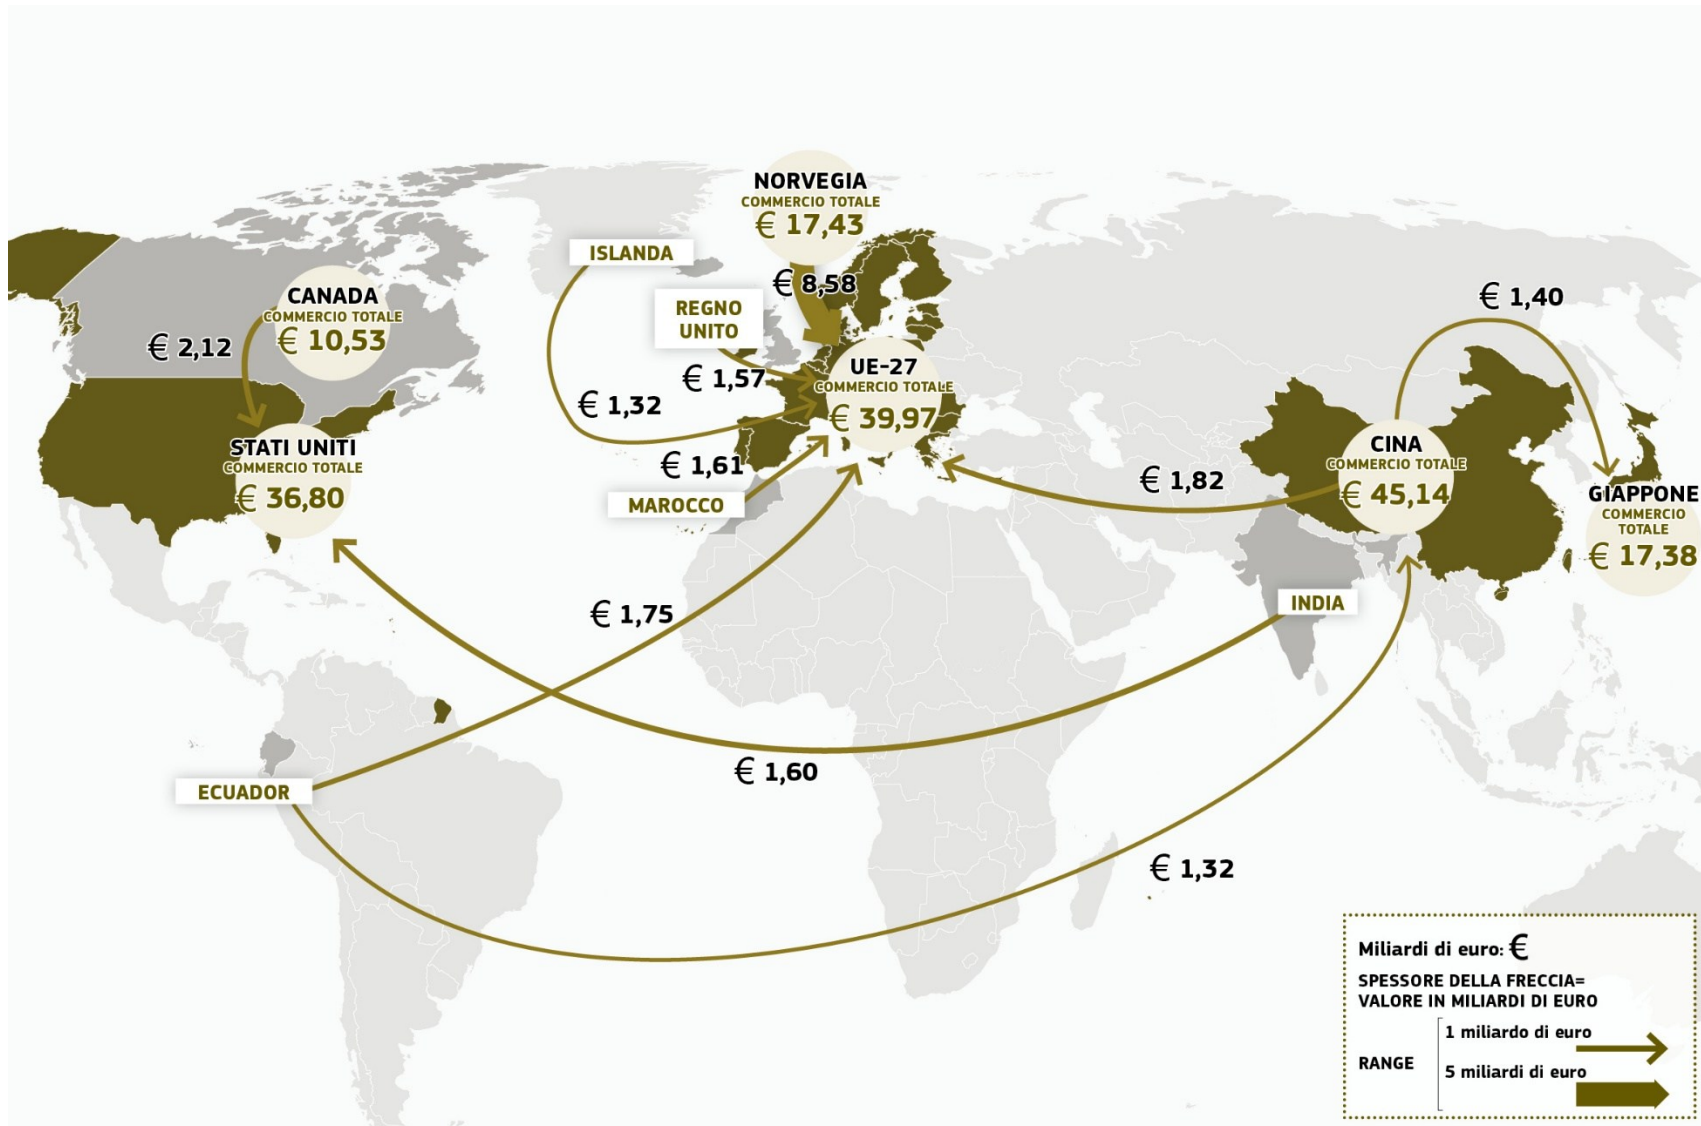 NORVEGIA
COMMERCIO TOTALE
€ 17,43
ISLANDA
€ 8,58
REGNO
UNITO
CANADA
COMMERCIO TOTALE
€ 10,53
€ 2,12
€ 1,40
UE-27
COMMERCIO TOTALE
€ 39,97
€ 1,57
€ 1,32
STATI UNITI
COMMERCIO TOTALE
€ 36,80
€ 1,61
MAROCCO
€ 1,82
CINA
COMMERCIO TOTALE
€ 45,14
GIAPPONE
COMMERCIO
TOTALE
€ 17,38
INDIA
€ 1,75
€ 1,60
ECUADOR
€ 1,32
Miliardi di euro: €
SPESSORE DELLA FRECCIA=
VALORE IN MILIARDI DI EURO
RANGE
1 miliardo di euro
5 miliardi di euro